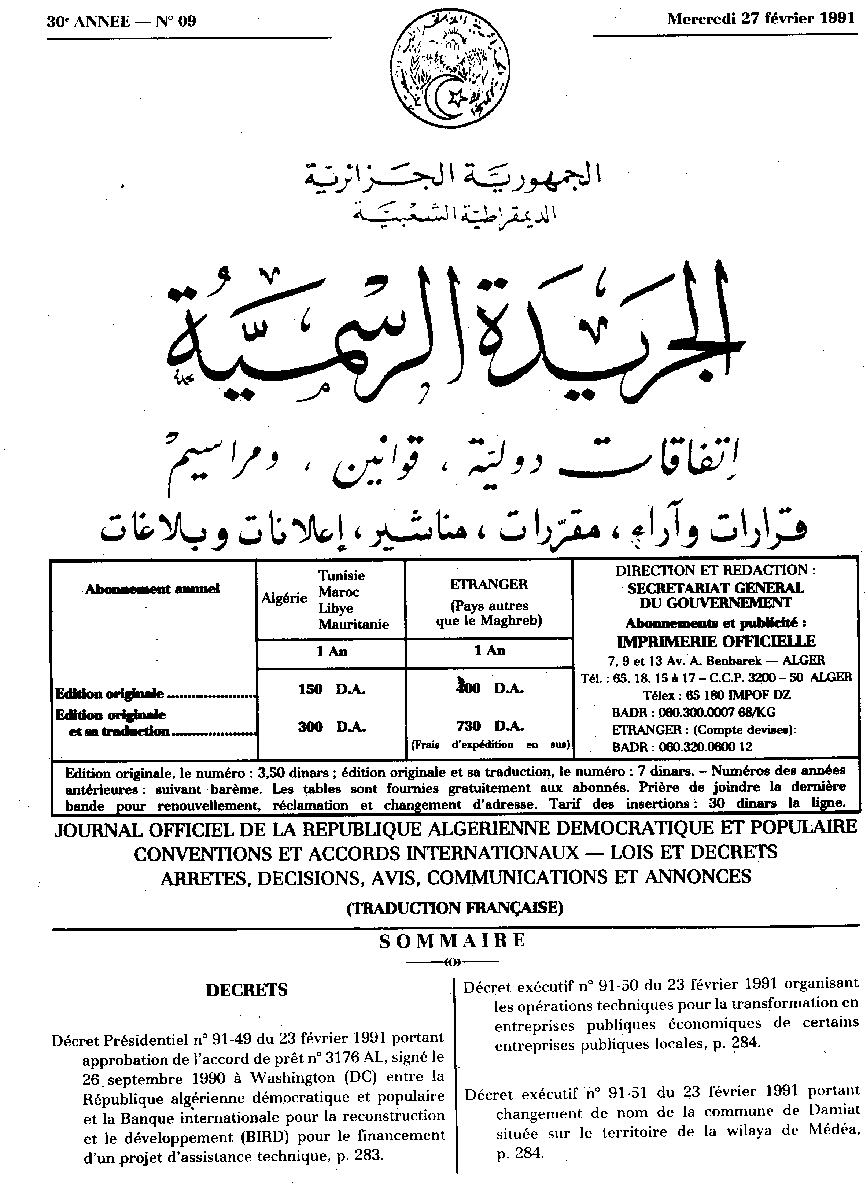 30e ANNEE — N° 09
Mercredi 27 février 1991
الجمهورية الجزائرية
الديمقراطية الشعبية
الجريدة الرسمية
إتفاقات دولية ، قوانين ، ومراسيم
قرارات وآراء ، مقررات ، مناشير ، إعلانات وبلاغات
Abonnement annuel
Algérie
Tunisie
Maroc
Libye
Mauritanie
ETRANGER
(Pays autres
que le Maghreb)
1 An
1 An
Edition originale
150 D.A.
400 D.A.
Edition originale
et sa traduction
300 D.A.
730 D.A.
(Frais d'expédition en sus)
DIRECTION ET REDACTION :
SECRETARIAT GENERAL
DU GOUVERNEMENT
Abonnements et publicité :
IMPRIMERIE OFFICIELLE
7, 9 et 13 Av. A. Benbarek — ALGER
Tél. : 65. 18. 15 à 17 – C.C.P. 3200 – 50 ALGER
Télex : 65 180 IMPOF DZ
BADR : 060.300.0007 68/KG
ETRANGER : (Compte devises):
BADR : 060.320.0600 12
Edition originale, le numéro : 3,50 dinars ; édition originale et sa traduction, le numéro : 7 dinars. – Numéros des années
antérieures : suivant barème. Les tables sont fournies gratuitement aux abonnés. Prière de joindre la dernière
bande pour renouvellement, réclamation et changement d'adresse. Tarif des insertions : 30 dinars la ligne.
JOURNAL OFFICIEL DE LA REPUBLIQUE ALGERIENNE DEMOCRATIQUE ET POPULAIRE
CONVENTIONS ET ACCORDS INTERNATIONAUX — LOIS ET DECRETS
ARRETES, DECISIONS, AVIS, COMMUNICATIONS ET ANNONCES
(TRADUCTION FRANÇAISE)
SOMMAIRE
DECRETS
Décret Présidentiel n° 91-49 du 23 février 1991 portant
approbation de l'accord de prêt n° 3176 AL, signé le
26 septembre 1990 à Washington (DC) entre la
République algérienne démocratique et populaire
et la Banque internationale pour la reconstruction
et le développement (BIRD) pour le financement
d'un projet d'assistance technique, p. 283.
Décret exécutif n° 91-50 du 23 février 1991 organisant
les opérations techniques pour la transformation en
entreprises publiques économiques de certains
entreprises publiques locales, p. 284.
Décret exécutif n° 91-51 du 23 février 1991 portant
changement de nom de la commune de Damiat
située sur le territoire de la wilaya de Médéa,
p. 284.